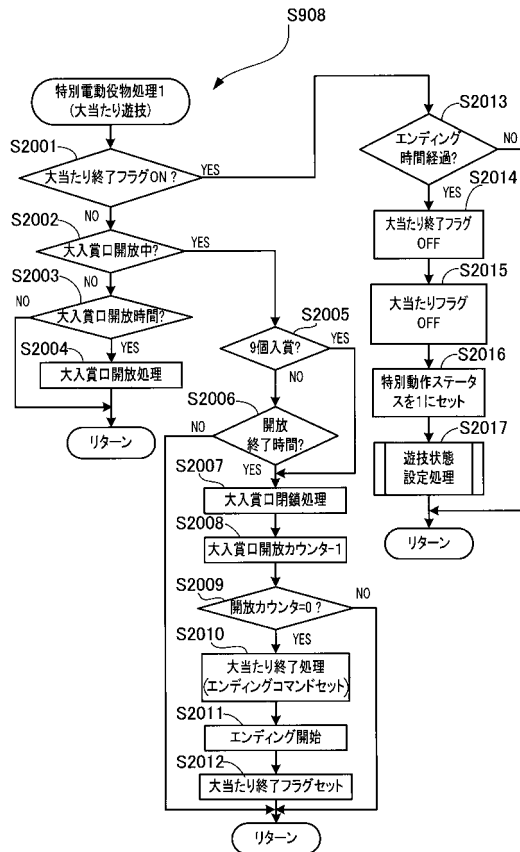 S908
特別電動役物処理1
(大当たり遊技)
S2001
大当たり終了フラグON？
YES
NO
S2002
大入賞口開放中?
YES
NO
S2003
大入賞口開放時間?
NO
YES
S2004
大入賞口開放処理
リターン
S2005
9個入賞?
YES
NO
S2006
開放
終了時間?
NO
YES
S2007
大入賞口閉鎖処理
S2008
大入賞口開放カウンタ-1
S2009
開放カウンタ=0？
NO
YES
S2010
大当たり終了処理
(エンディングコマンドセット)
S2011
エンディング開始
S2012
大当たり終了フラグセット
リターン
S2013
エンディング
時間経過?
NO
YES
S2014
大当たり終了フラグ
OFF
S2015
大当たりフラグ
OFF
S2016
特別動作ステータ
スを1にセット
S2017
遊技状態
設定処理
リターン